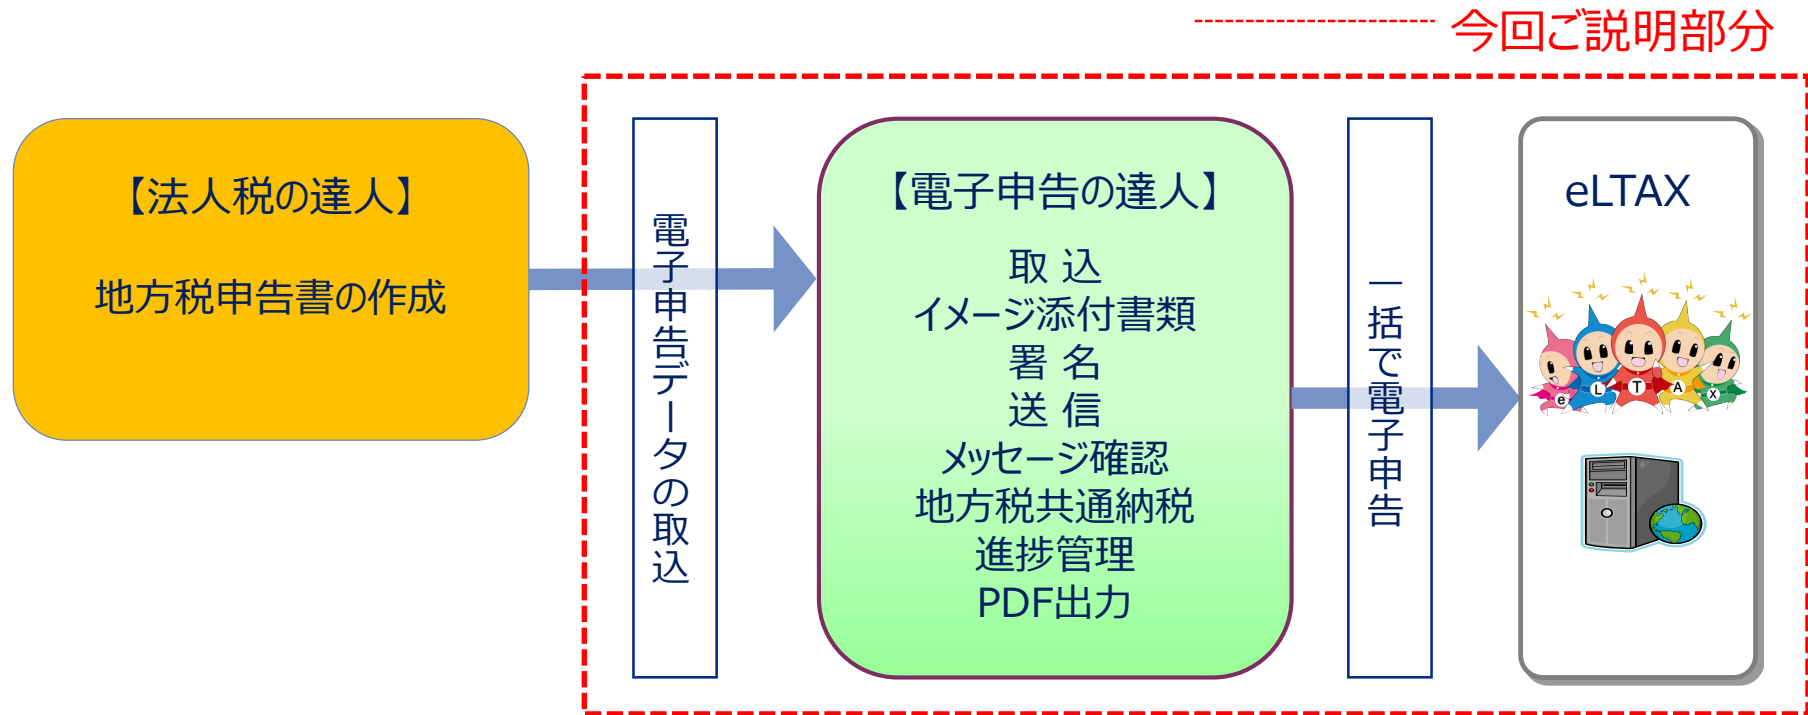 今回ご説明部分
【法人税の達人】
地方税申告書の作成
電子申告データの取込
【電子申告の達人】
取 込
イメージ添付書類
署 名
送 信
メッセージ確認
地方税共通納税
進捗管理
PDF出力
一括で電子申告
eLTAX
e L T A X